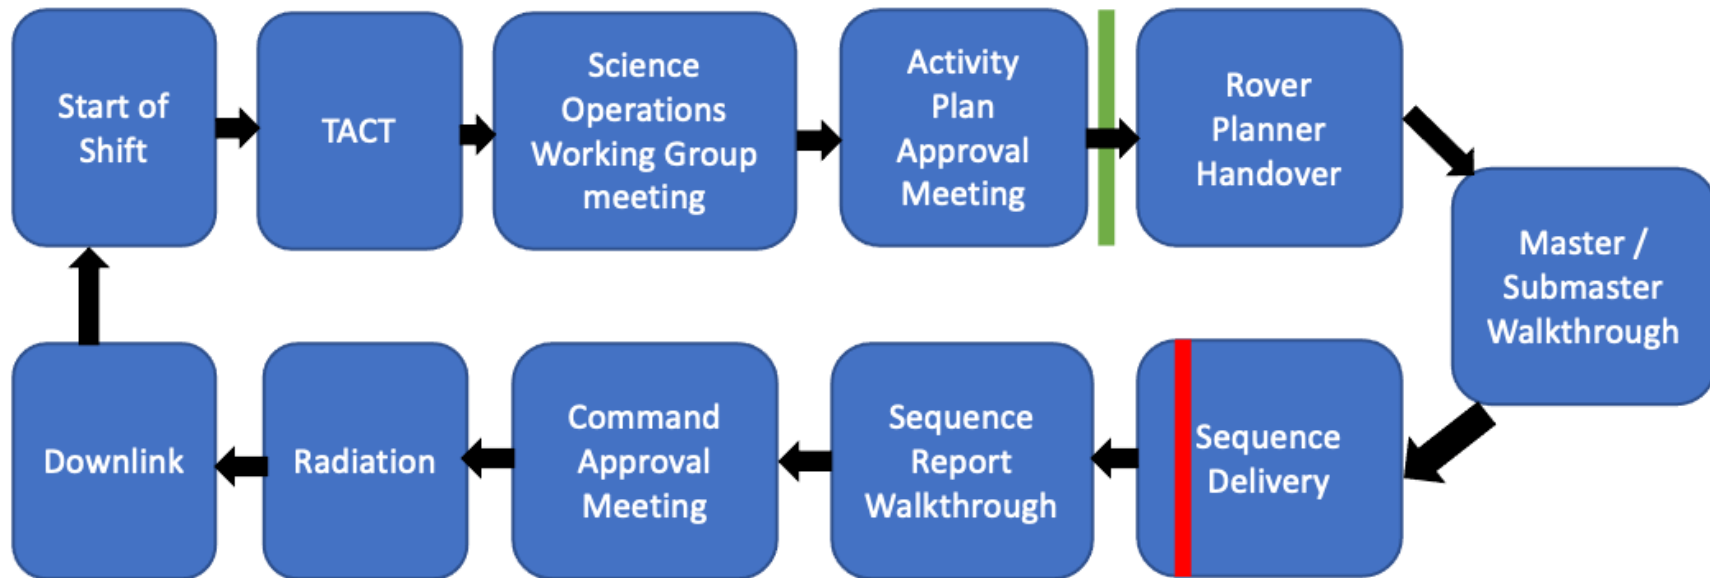 Start of
Shift
TACT
Science
Operations
Working Group
meeting
Activity
Plan
Approval
Meeting
Rover
Planner
Handover
Master /
Submaster
Walkthrough
Sequence
Delivery
Sequence
Report
Walkthrough
Command
Approval
Meeting
Radiation
Downlink